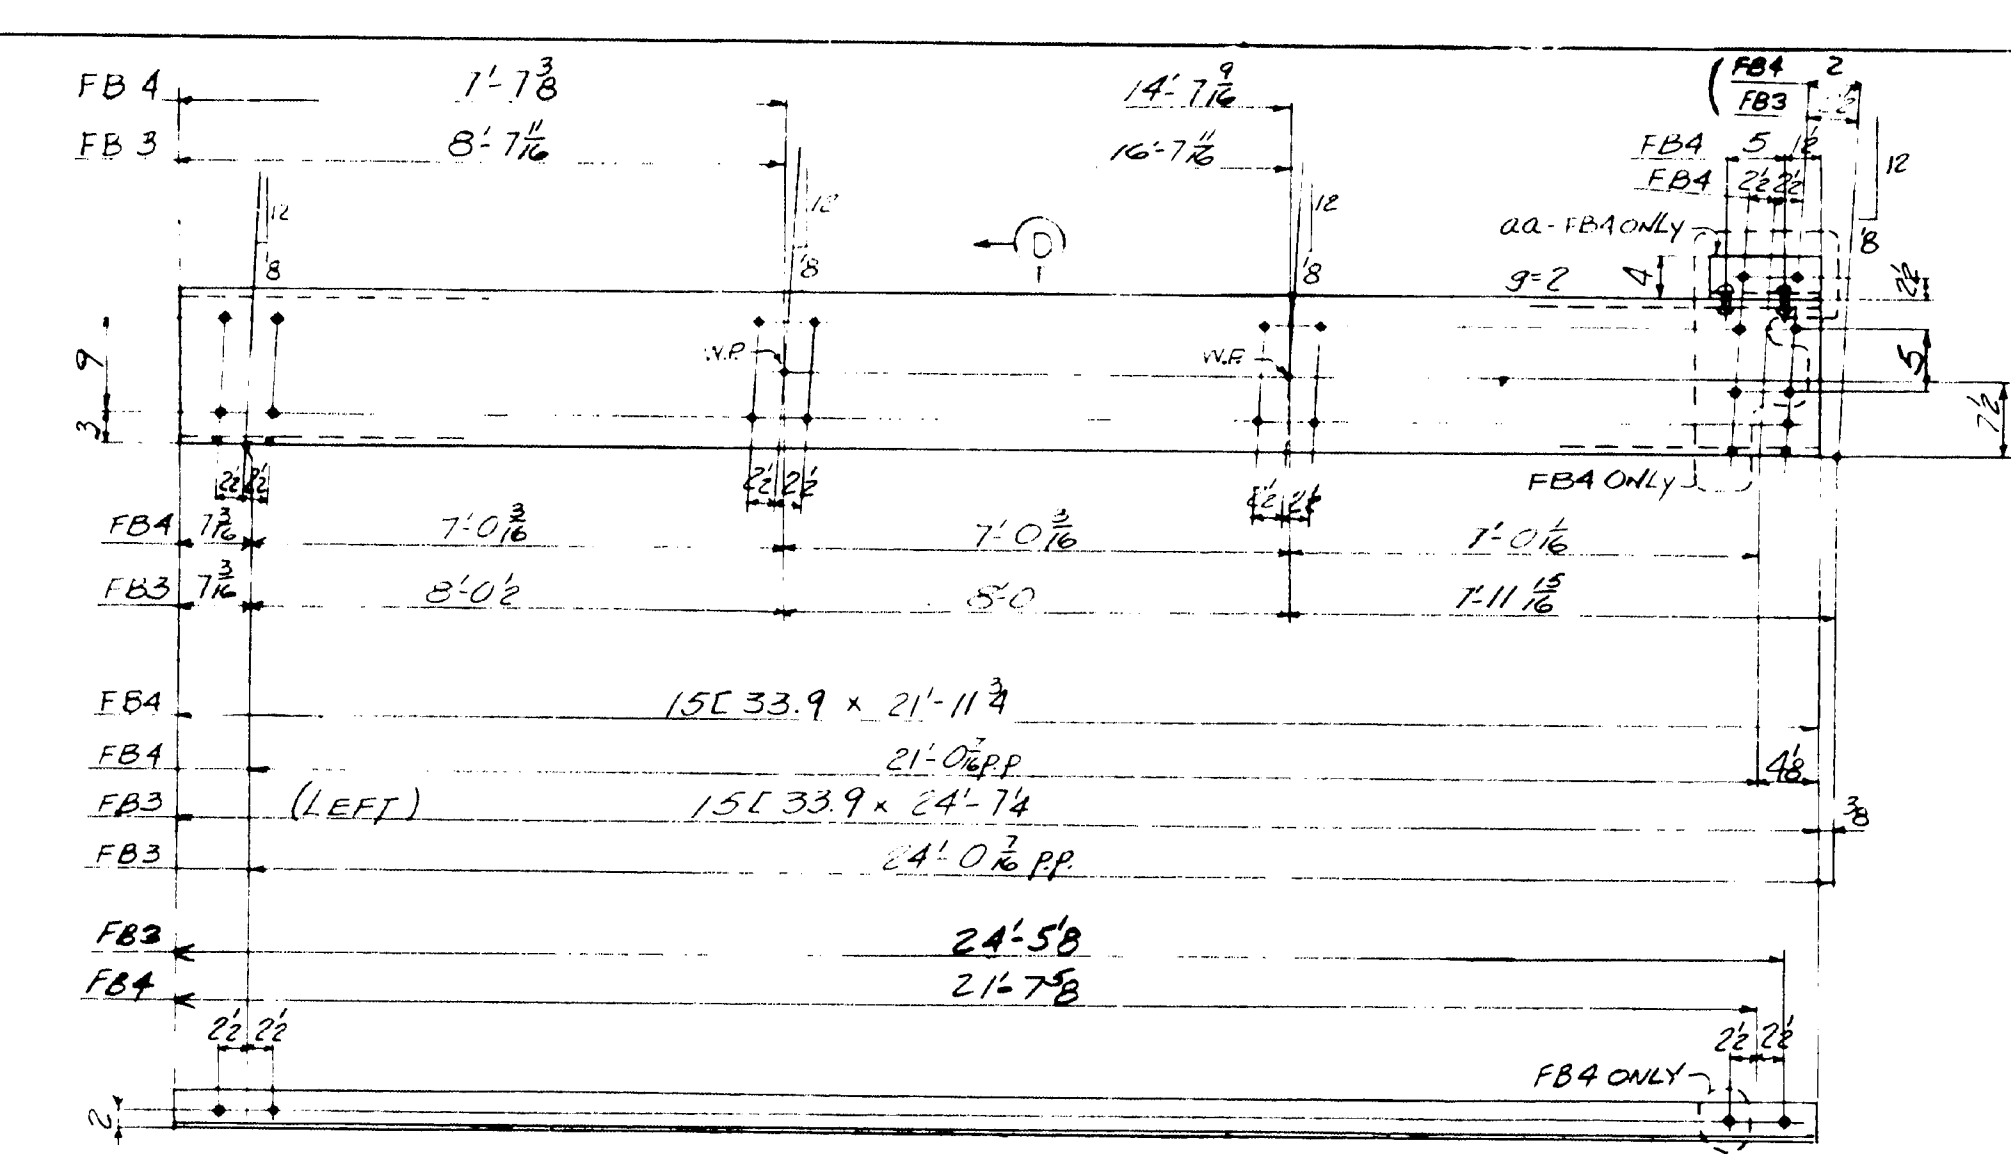 FB4 7'-7 3/8 14'-7 9/16 FB4 2
FB3
FB3 8'-7 11/16 16'-7 11/16 FB4 5 1 1/2
FB4 2 1/2 2 1/2
12 12 12 12
aa-FB4 ONLY
D
1/8 1/8 1/8 1/8
g=2 4 2 1/2
9 W.P. W.P. 5
3 7 1/2
2 1/2 2 1/2 2 1/2 2 1/2 2 1/2 2 1/2 FB4 ONLY
FB4 7 3/16 7'-0 3/16 7'-0 3/16 7'-0 1/16
FB3 7 3/16 8'-0 1/2 8'-0 7'-11 15/16
FB4 15[ 33.9 x 21'-11 3/4
FB4 21'-0 7/16 p.p. 4 1/8
FB3 (LEFT) 15[ 33.9 x 24'-7 1/4 3/8
FB3 24'-0 7/16 p.p.
FB3 24'-5 1/8
FB4 21'-7 5/8
2 1/2 2 1/2 2 1/2 2 1/2
FB4 ONLY
2